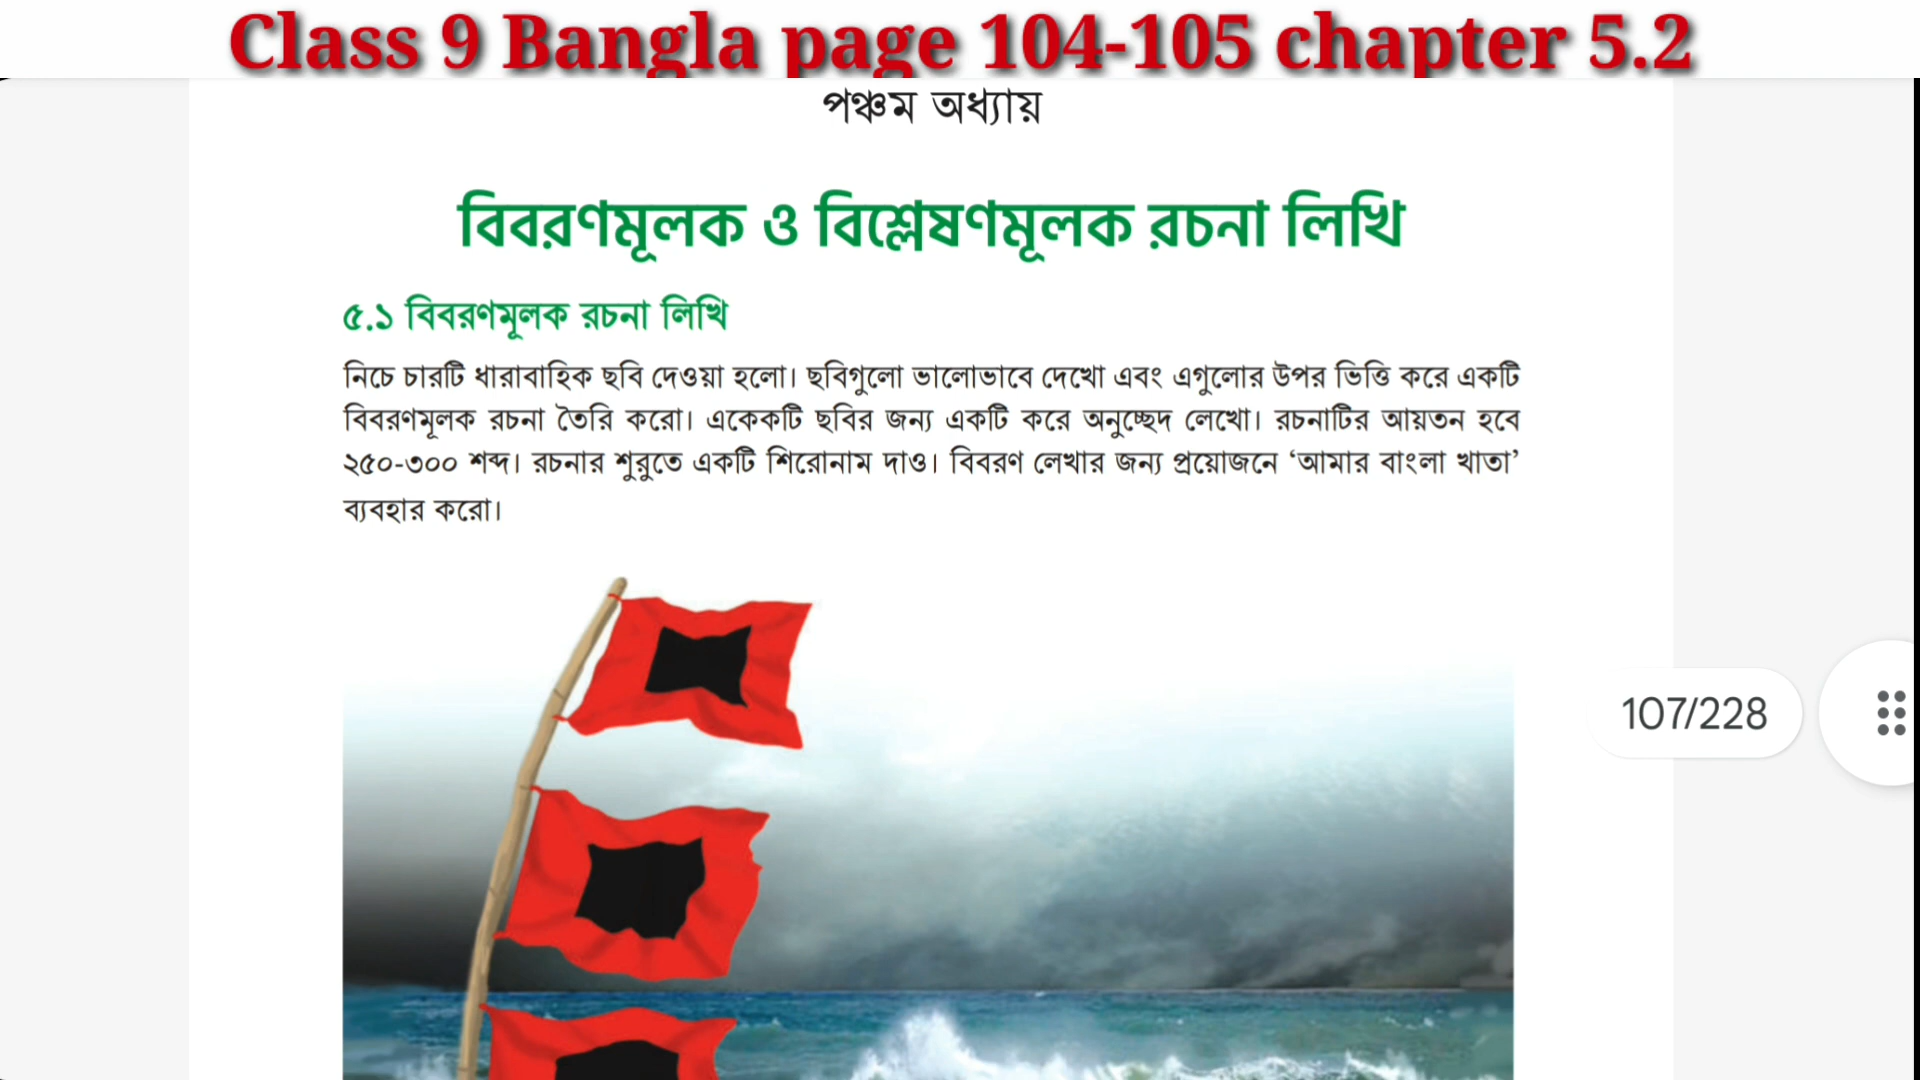 Class 9 Bangla page 104-105 chapter 5.2
পঞ্চম অধ্যায়
বিবরণমূলক ও বিশ্লেষণমূলক রচনা লিখি
৫.১ বিবরণমূলক রচনা লিখি
নিচে চারটি ধারাবাহিক ছবি দেওয়া হলো। ছবিগুলো ভালোভাবে দেখো এবং এগুলোর উপর ভিত্তি করে একটি
বিবরণমূলক রচনা তৈরি করো। একেকটি ছবির জন্য একটি করে অনুচ্ছেদ লেখো। রচনাটির আয়তন হবে
২৫০-৩০০ শব্দ। রচনার শুরুতে একটি শিরোনাম দাও। বিবরণ লেখার জন্য প্রয়োজনে ‘আমার বাংলা খাতা’
ব্যবহার করো।
107/228